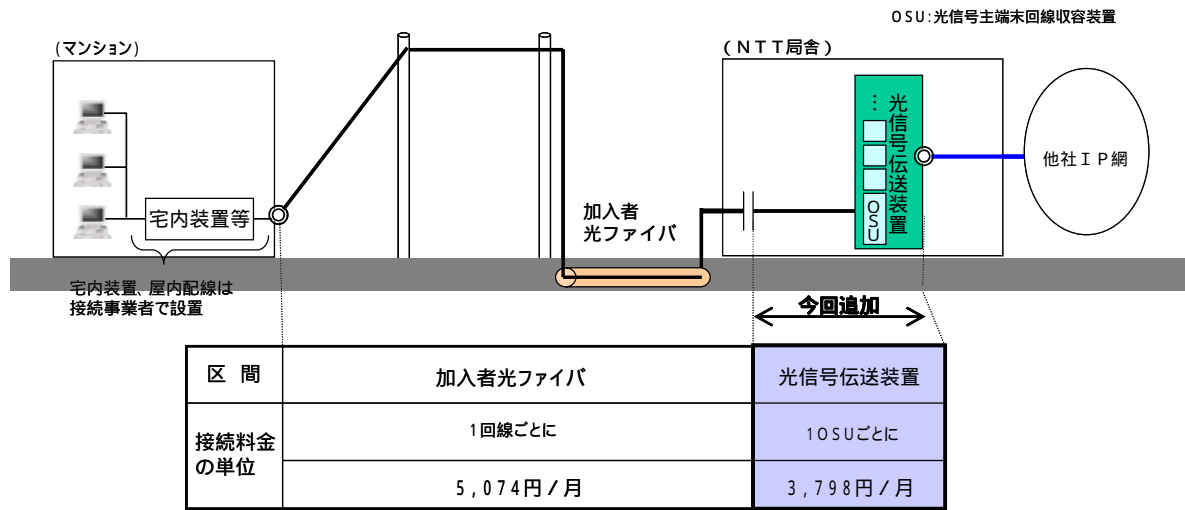 OSU:光信号主端末回線収容装置
(マンション)
(NTT局舎)
光信号伝送装置
…
OSU
他社IP網
宅内装置等
加入者
光ファイバ
宅内装置、屋内配線は
接続事業者で設置
今回追加
区 間
加入者光ファイバ
光信号伝送装置
接続料金
の単位
1回線ごとに
1OSUごとに
5,074円/月
3,798円/月